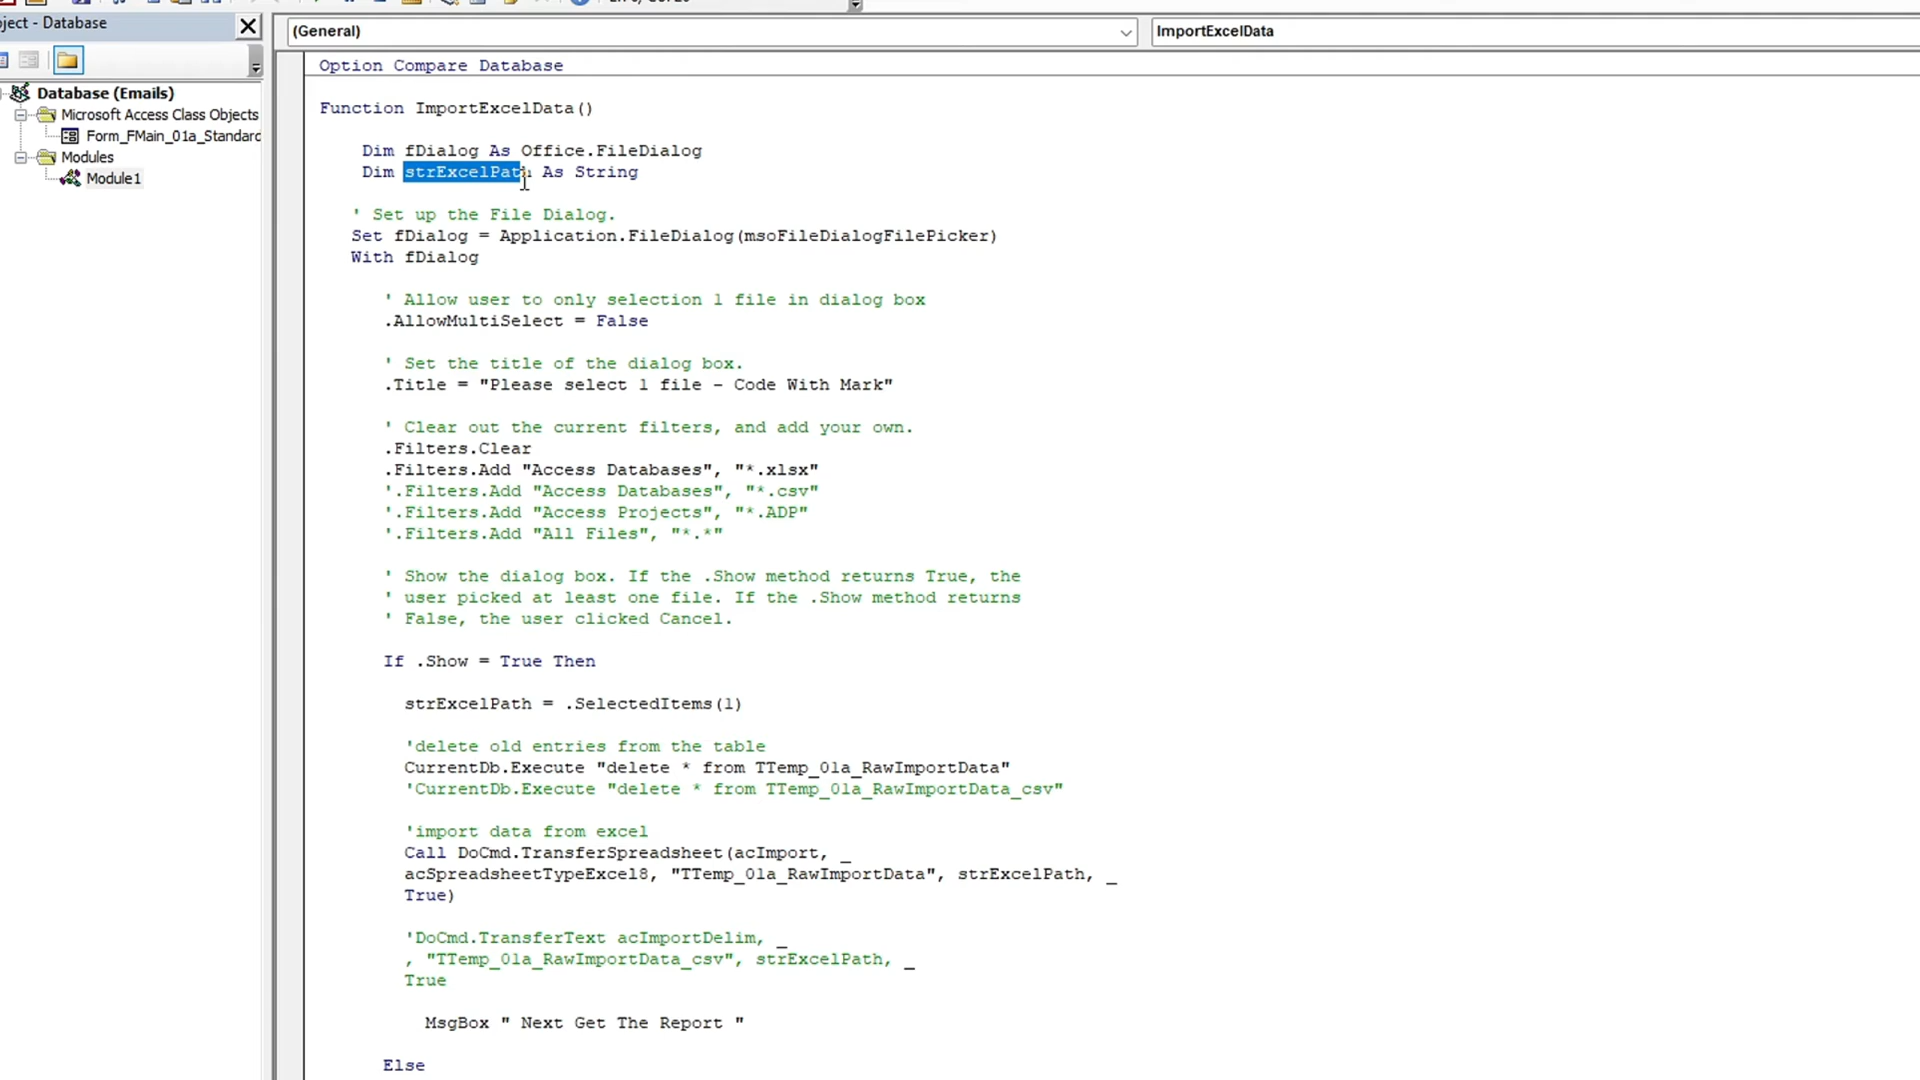 ject - Database
(General)
ImportExcelData
Database (Emails)
Microsoft Access Class Objects
Form_FMain_01a_Standard
Modules
Module1
Option Compare Database
Function ImportExcelData()
Dim fDialog As Office.FileDialog
Dim strExcelPath As String
' Set up the File Dialog.
Set fDialog = Application.FileDialog(msoFileDialogFilePicker)
With fDialog
' Allow user to only selection 1 file in dialog box
.AllowMultiSelect = False
' Set the title of the dialog box.
.Title = "Please select 1 file - Code With Mark"
' Clear out the current filters, and add your own.
.Filters.Clear
.Filters.Add "Access Databases", "*.xlsx"
'.Filters.Add "Access Databases", "*.csv"
'.Filters.Add "Access Projects", "*.ADP"
'.Filters.Add "All Files", "*.*"
' Show the dialog box. If the .Show method returns True, the
' user picked at least one file. If the .Show method returns
' False, the user clicked Cancel.
If .Show = True Then
strExcelPath = .SelectedItems(1)
'delete old entries from the table
CurrentDb.Execute "delete * from TTemp_01a_RawImportData"
'CurrentDb.Execute "delete * from TTemp_01a_RawImportData_csv"
'import data from excel
Call DoCmd.TransferSpreadsheet(acImport, _
acSpreadsheetTypeExcel8, "TTemp_01a_RawImportData", strExcelPath, _
True)
'DoCmd.TransferText acImportDelim, _
, "TTemp_01a_RawImportData_csv", strExcelPath, _
True
MsgBox " Next Get The Report "
Else